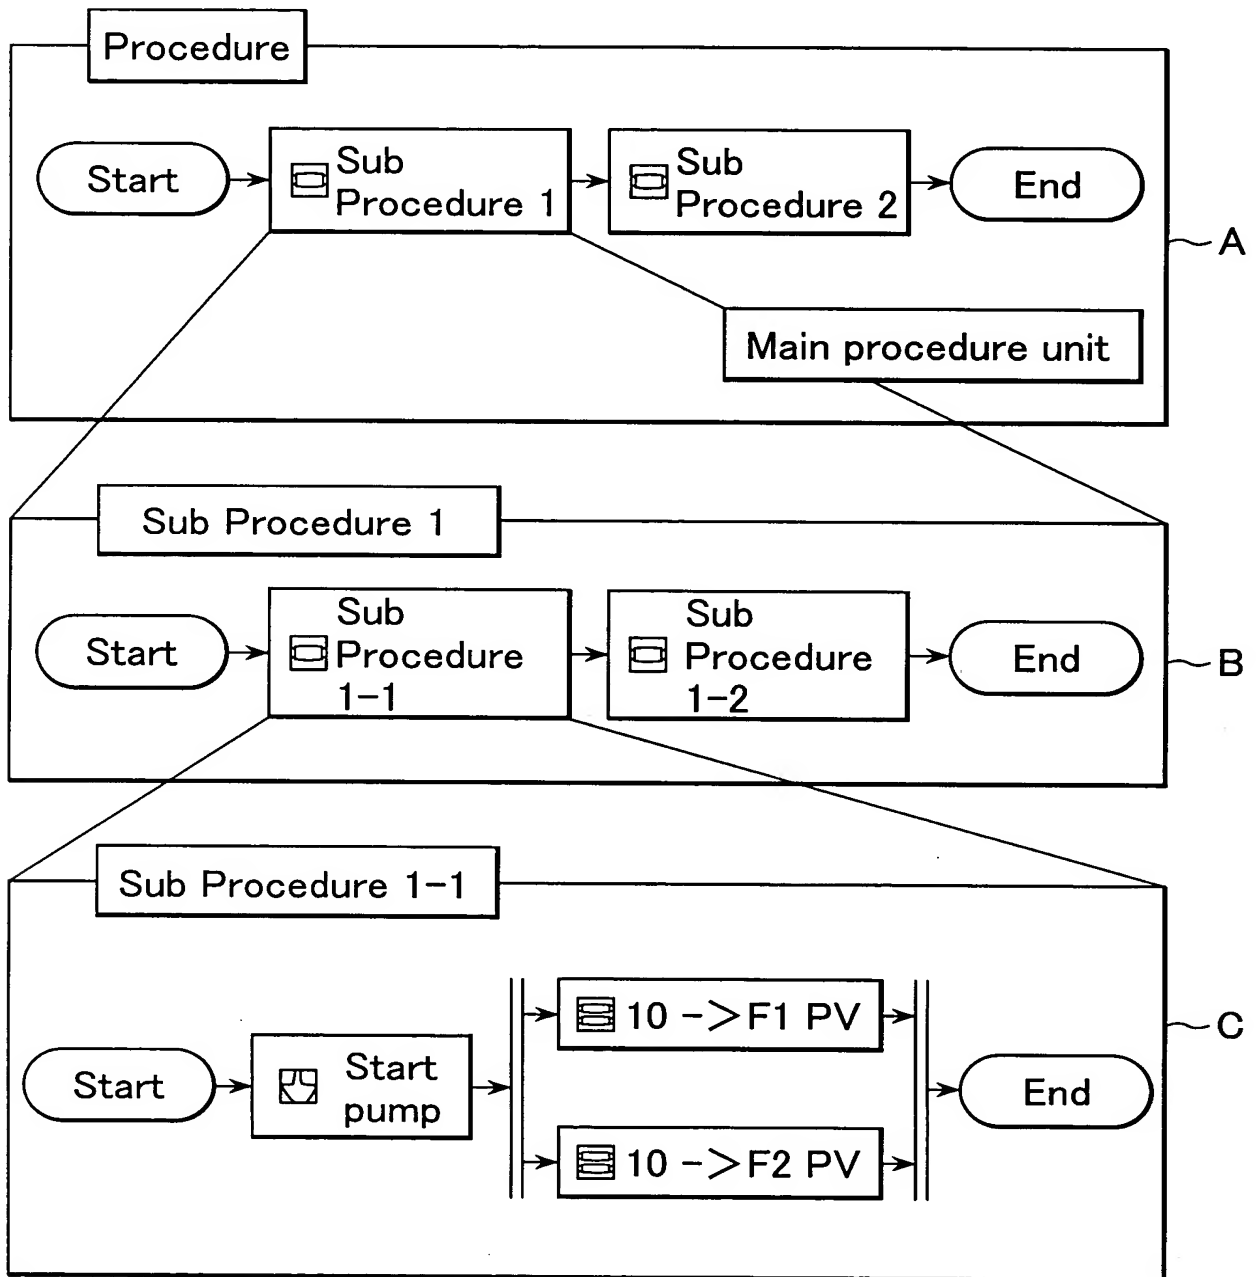 Procedure
Start
Sub
Procedure 1
Sub
Procedure 2
End
A
Main procedure unit
Sub Procedure 1
Start
Sub
Procedure
1-1
Sub
Procedure
1-2
End
B
Sub Procedure 1-1
10 ->F1 PV
Start
Start
pump
End
C
10 ->F2 PV